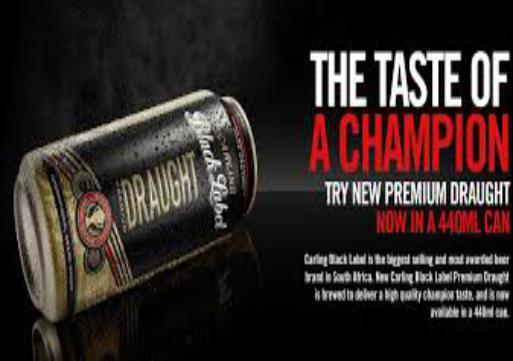 THE TASTE OF
A CHAMPION
TRY NEW PREMIUM DRAUGHT
NOW IN A 440ML CAN
Carling Black Label is the biggest selling and most awarded beer
brand in South Africa. New Carling Black Label Premium Draught
is brewed to deliver a high quality champion taste, and is now
available in a 440ml can.
CARLING
Black Label
DRAUGHT